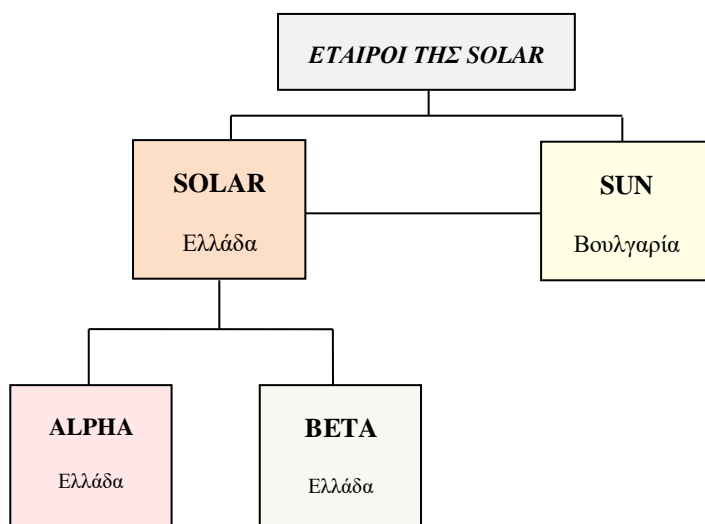 ΕΤΑΙΡΟΙ ΤΗΣ SOLAR
SOLAR
Ελλάδα
SUN
Βουλγαρία
ALPHA
Ελλάδα
BETA
Ελλάδα